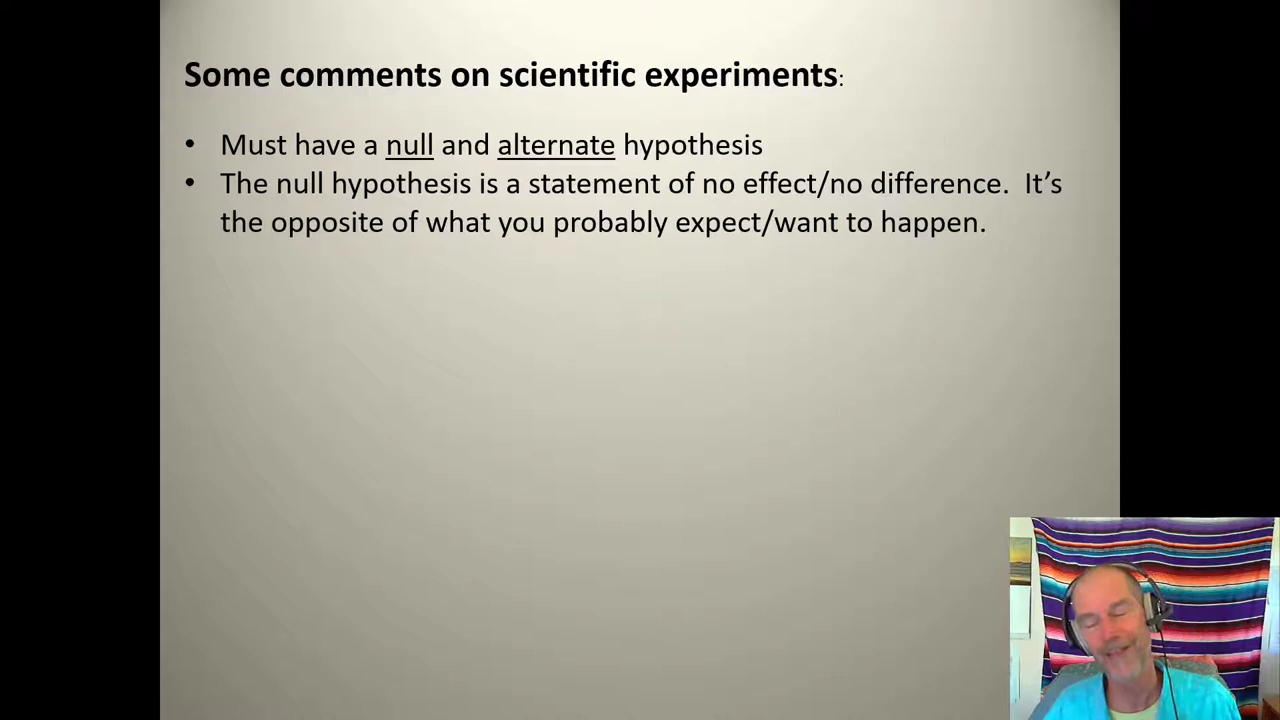 Some comments on scientific experiments:
• Must have a null and alternate hypothesis
• The null hypothesis is a statement of no effect/no difference.  It’s
the opposite of what you probably expect/want to happen.